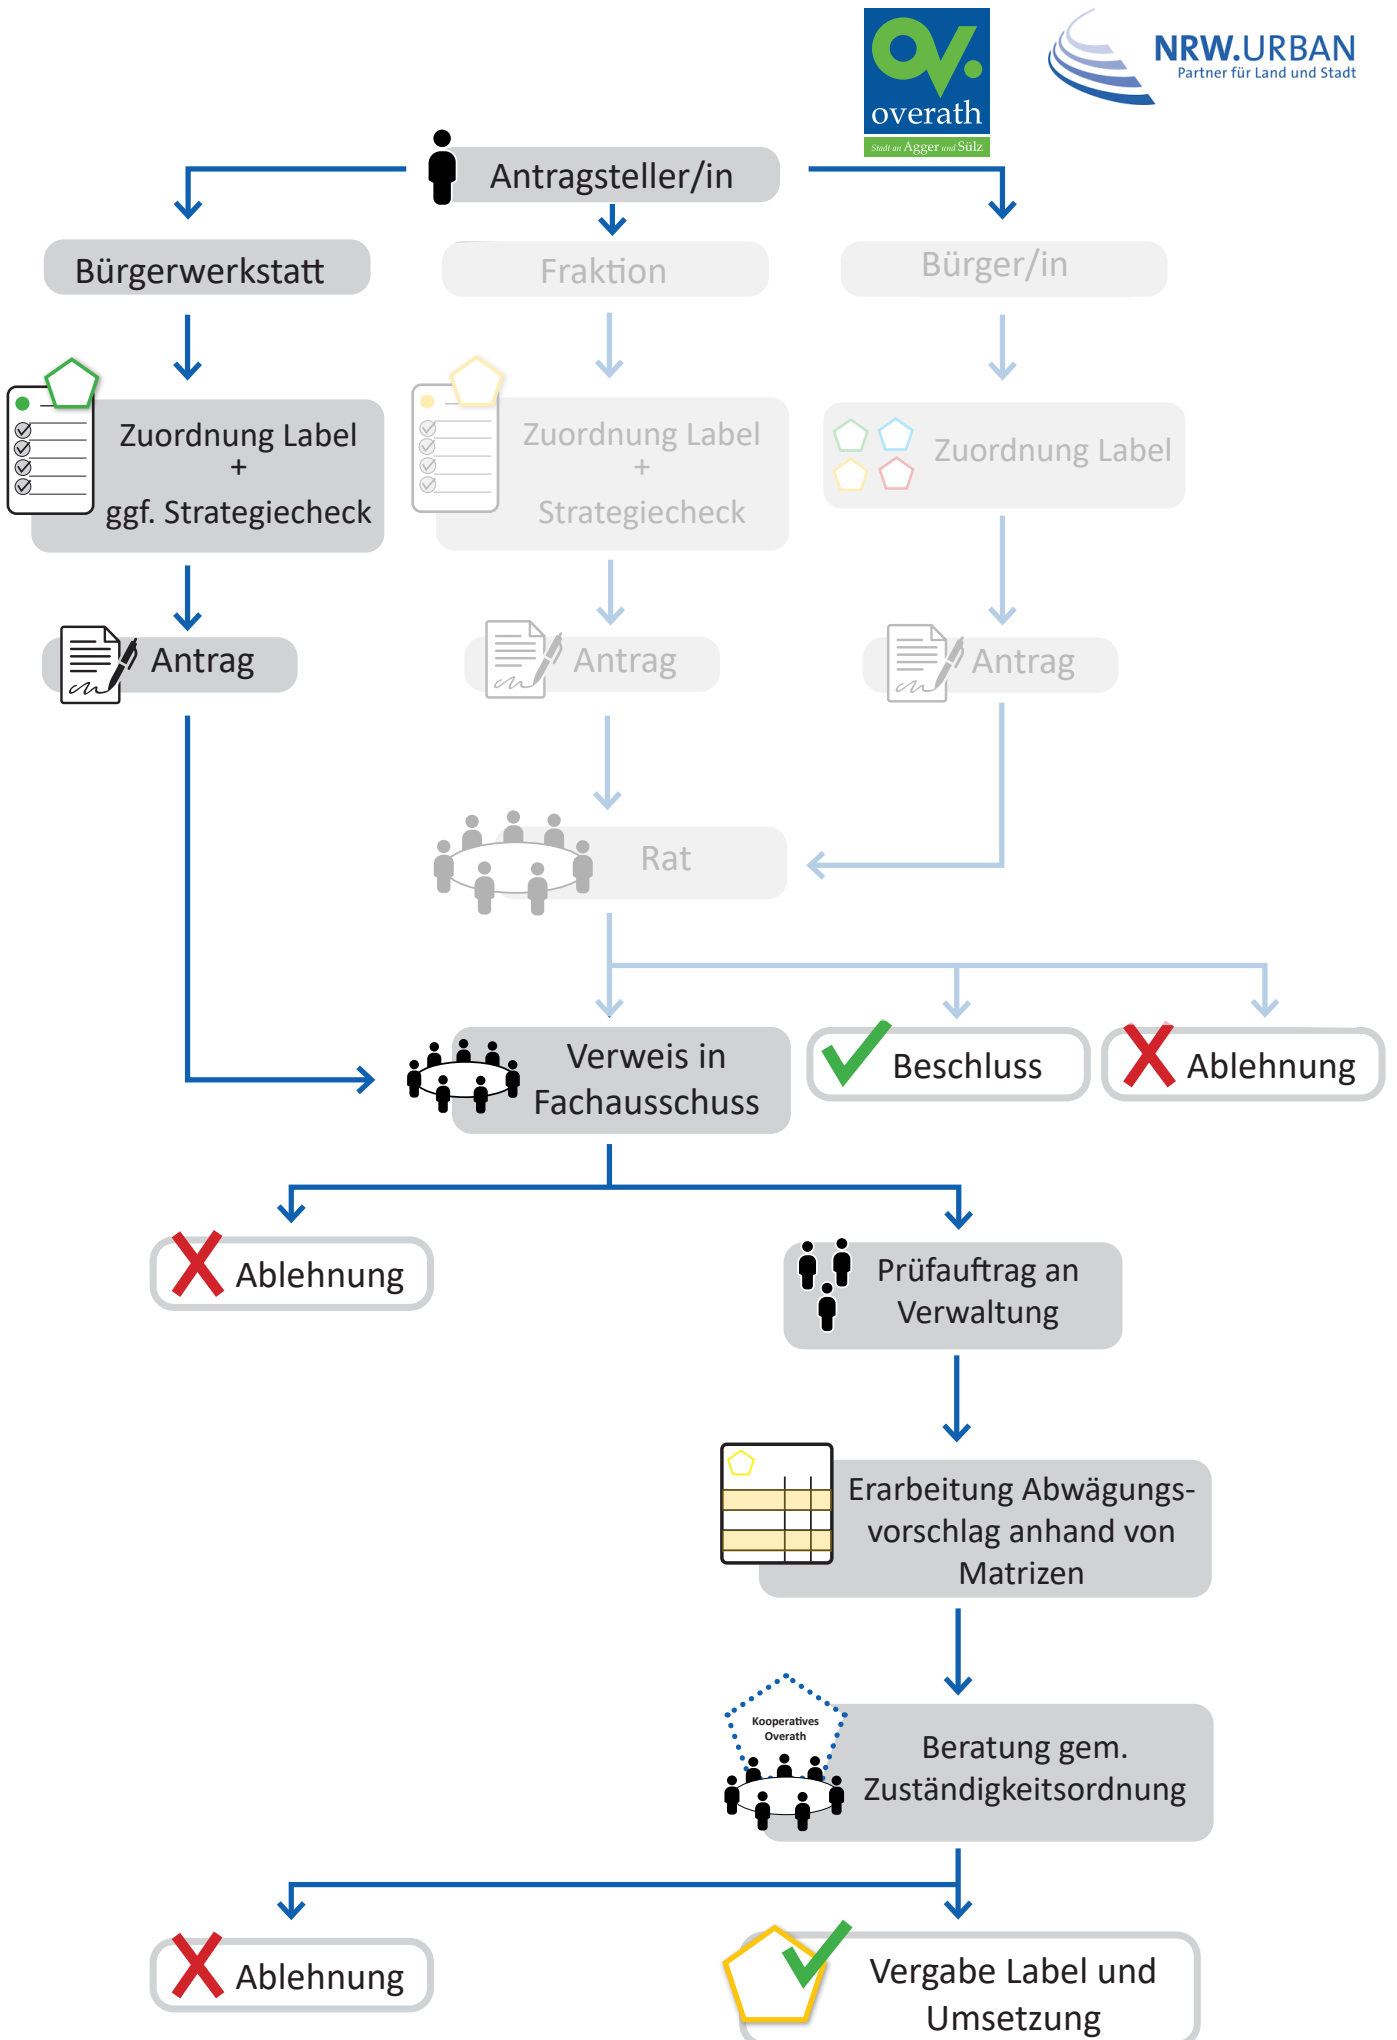 overath
Stadt an Agger und Sülz
NRW.URBAN
Partner für Land und Stadt
Antragsteller/in
Bürgerwerkstatt
Fraktion
Bürger/in
Zuordnung Label
+
ggf. Strategiecheck
Zuordnung Label
+
Strategiecheck
Zuordnung Label
Antrag
Antrag
Antrag
Rat
Verweis in
Fachausschuss
Beschluss
Ablehnung
Ablehnung
Prüfauftrag an
Verwaltung
Erarbeitung Abwägungs-
vorschlag anhand von
Matrizen
Kooperatives
Overath
Beratung gem.
Zuständigkeitsordnung
Ablehnung
Vergabe Label und
Umsetzung